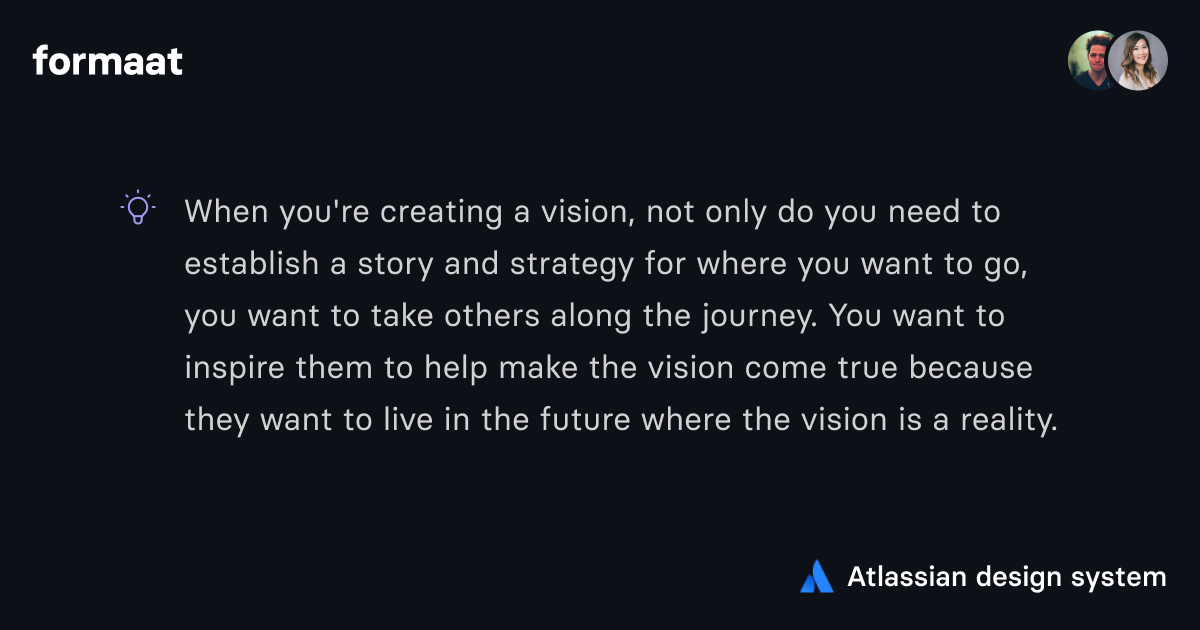 formaat
When you're creating a vision, not only do you need to
establish a story and strategy for where you want to go,
you want to take others along the journey. You want to
inspire them to help make the vision come true because
they want to live in the future where the vision is a reality.
Atlassian design system